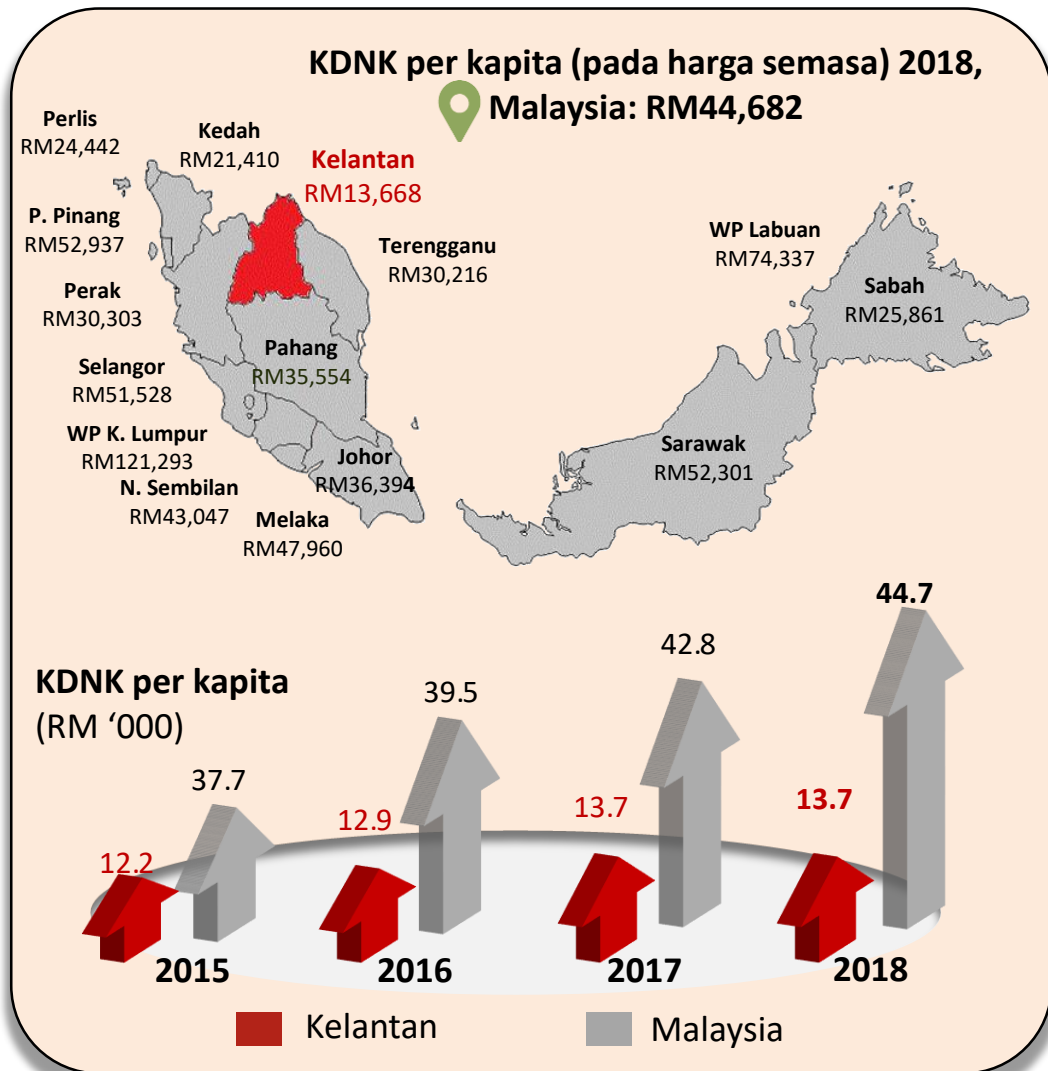 KDNK per kapita (pada harga semasa) 2018,
Malaysia: RM44,682
Perlis
RM24,442
Kedah
RM21,410
Kelantan
RM13,668
P. Pinang
RM52,937
Terengganu
RM30,216
WP Labuan
RM74,337
Sabah
RM25,861
Perak
RM30,303
Pahang
RM35,554
Selangor
RM51,528
WP K. Lumpur
RM121,293
Johor
RM36,394
Sarawak
RM52,301
N. Sembilan
RM43,047
Melaka
RM47,960
KDNK per kapita
(RM ‘000)
12.2
37.7
12.9
39.5
13.7
42.8
13.7
44.7
2015
2016
2017
2018
Kelantan
Malaysia